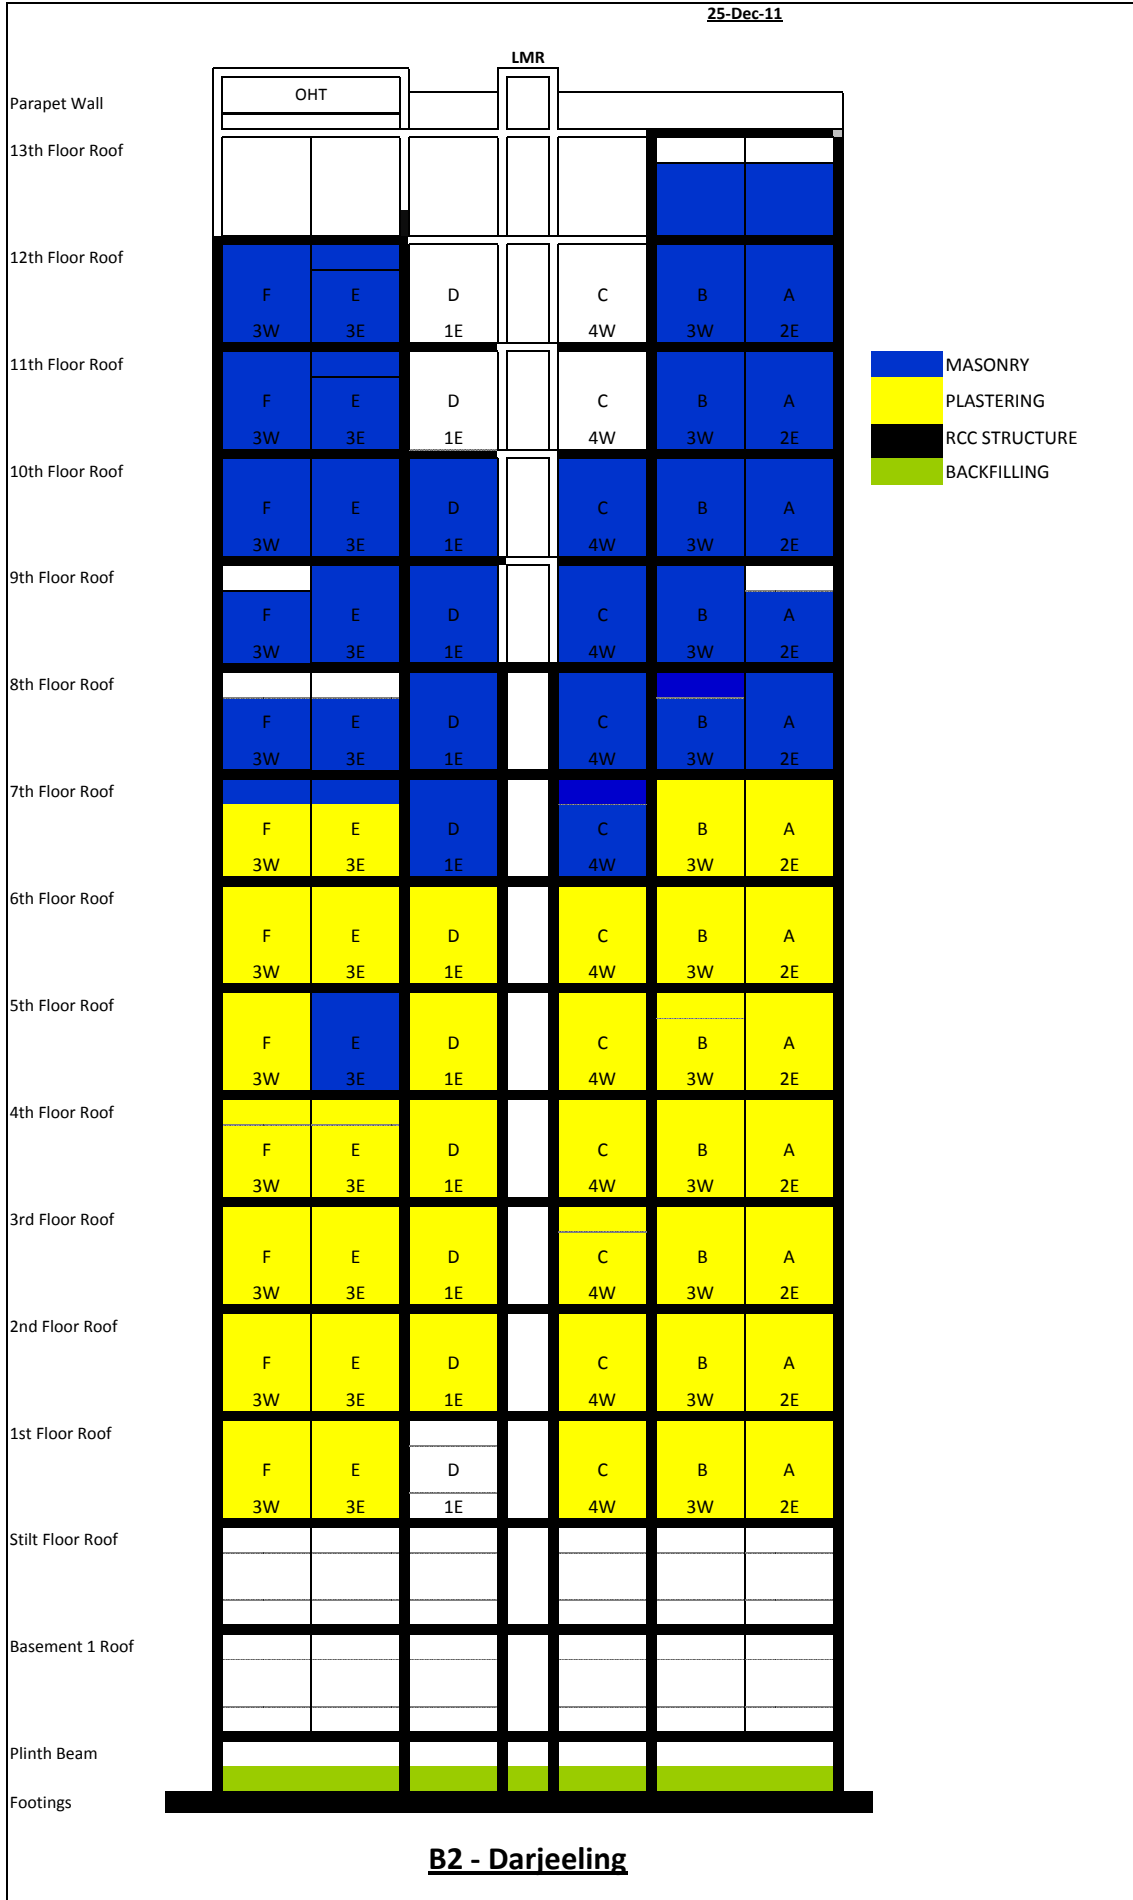 25-Dec-11
LMR
OHT
Parapet Wall
13th Floor Roof
12th Floor Roof
F E D C B A
3W 3E 1E 4W 3W 2E
11th Floor Roof
MASONRY
F E D C B A
PLASTERING
3W 3E 1E 4W 3W 2E
RCC STRUCTURE
10th Floor Roof
BACKFILLING
F E D C B A
3W 3E 1E 4W 3W 2E
9th Floor Roof
F E D C B A
3W 3E 1E 4W 3W 2E
8th Floor Roof
F E D C B A
3W 3E 1E 4W 3W 2E
7th Floor Roof
F E D C B A
3W 3E 1E 4W 3W 2E
6th Floor Roof
F E D C B A
3W 3E 1E 4W 3W 2E
5th Floor Roof
F E D C B A
3W 3E 1E 4W 3W 2E
4th Floor Roof
F E D C B A
3W 3E 1E 4W 3W 2E
3rd Floor Roof
F E D C B A
3W 3E 1E 4W 3W 2E
2nd Floor Roof
F E D C B A
3W 3E 1E 4W 3W 2E
1st Floor Roof
F E D C B A
3W 3E 1E 4W 3W 2E
Stilt Floor Roof
Basement 1 Roof
Plinth Beam
Footings
B2 - Darjeeling